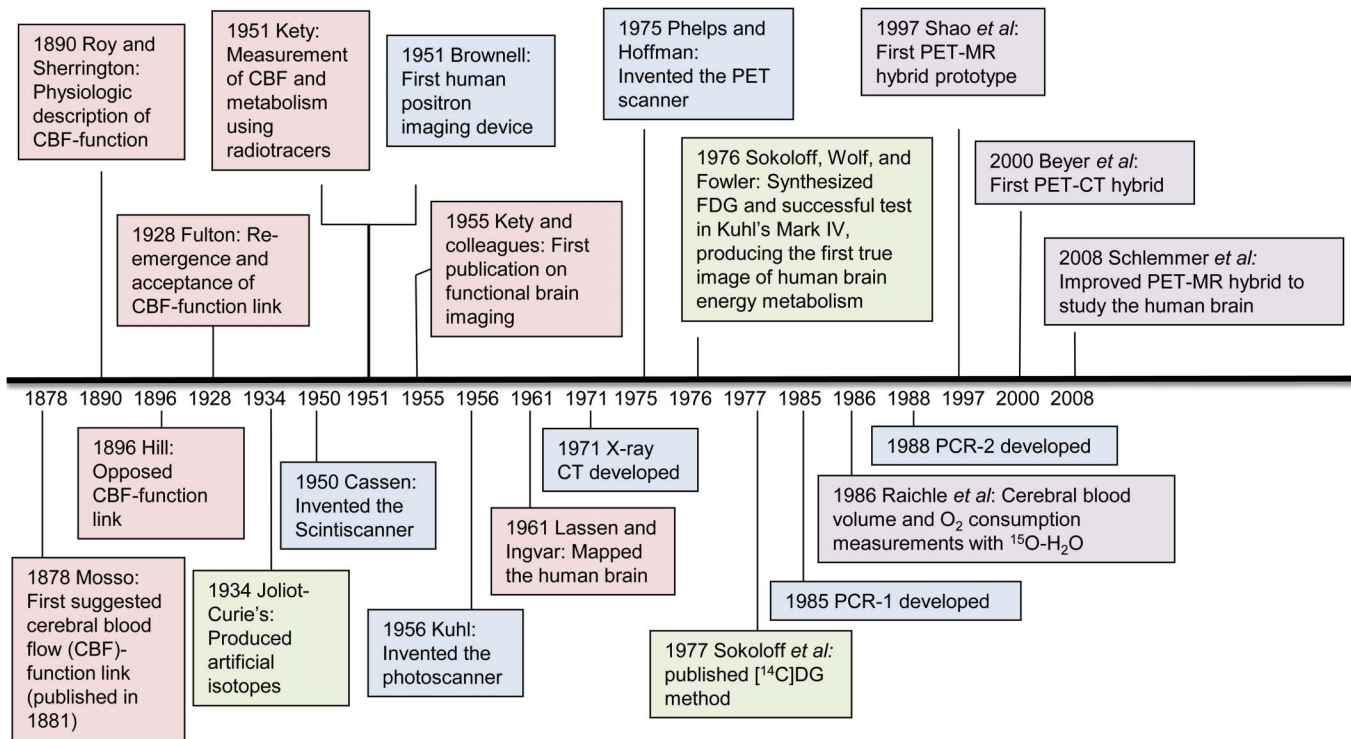 1890 Roy and
Sherrington:
Physiologic
description of
CBF-function
1951 Kety:
Measurement
of CBF and
metabolism
using
radiotracers
1951 Brownell:
First human
positron
imaging device
1975 Phelps and
Hoffman:
Invented the PET
scanner
1997 Shao et al:
First PET-MR
hybrid prototype
1928 Fulton: Re-
emergence and
acceptance of
CBF-function link
1955 Kety and
colleagues: First
publication on
functional brain
imaging
1976 Sokoloff, Wolf, and
Fowler: Synthesized
FDG and successful test
in Kuhl's Mark IV,
producing the first true
image of human brain
energy metabolism
2000 Beyer et al:
First PET-CT hybrid
2008 Schlemmer et al:
Improved PET-MR hybrid to
study the human brain
1878 1890 1896 1928 1934 1950 1951 1955 1956 1961 1971 1975 1976 1977 1985 1986 1988 1997 2000 2008
1896 Hill:
Opposed
CBF-function
link
1950 Cassen:
Invented the
Scintiscanner
1971 X-ray
CT developed
1988 PCR-2 developed
1961 Lassen and
Ingvar: Mapped
the human brain
1986 Raichle et al: Cerebral blood
volume and O₂ consumption
measurements with ¹⁵O-H₂O
1878 Mosso:
First suggested
cerebral blood
flow (CBF)-
function link
(published in
1881)
1934 Joliot-
Curie's:
Produced
artificial
isotopes
1956 Kuhl:
Invented the
photoscanner
1985 PCR-1 developed
1977 Sokoloff et al:
published [¹⁴C]DG
method